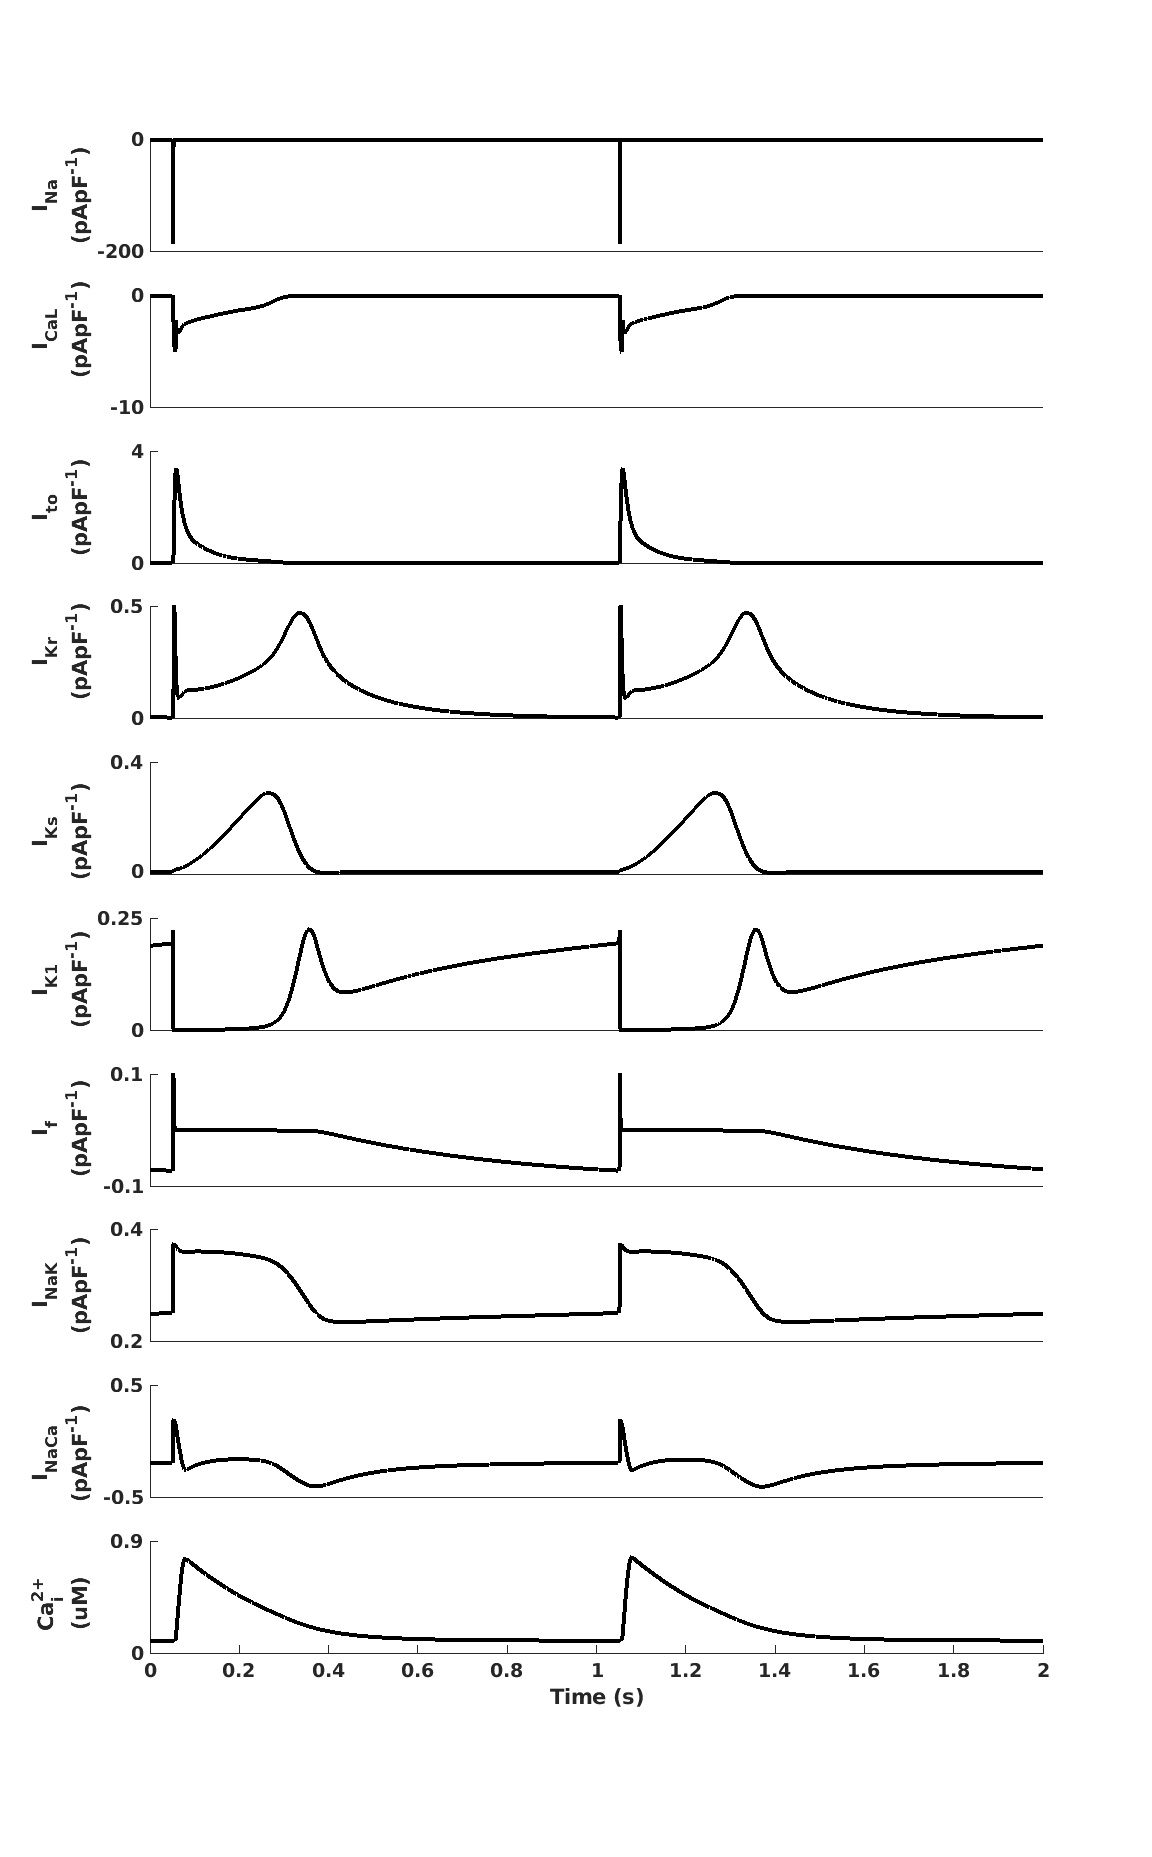 0
I_Na
(pApF^-1)
-200
0
I_CaL
(pApF^-1)
-10
4
I_to
(pApF^-1)
0
0.5
I_Kr
(pApF^-1)
0
0.4
I_Ks
(pApF^-1)
0
0.25
I_K1
(pApF^-1)
0
0.1
I_f
(pApF^-1)
-0.1
0.4
I_NaK
(pApF^-1)
0.2
0.5
I_NaCa
(pApF^-1)
-0.5
0.9
Ca_i^2+
(uM)
0
0 0.2 0.4 0.6 0.8 1 1.2 1.4 1.6 1.8 2
Time (s)